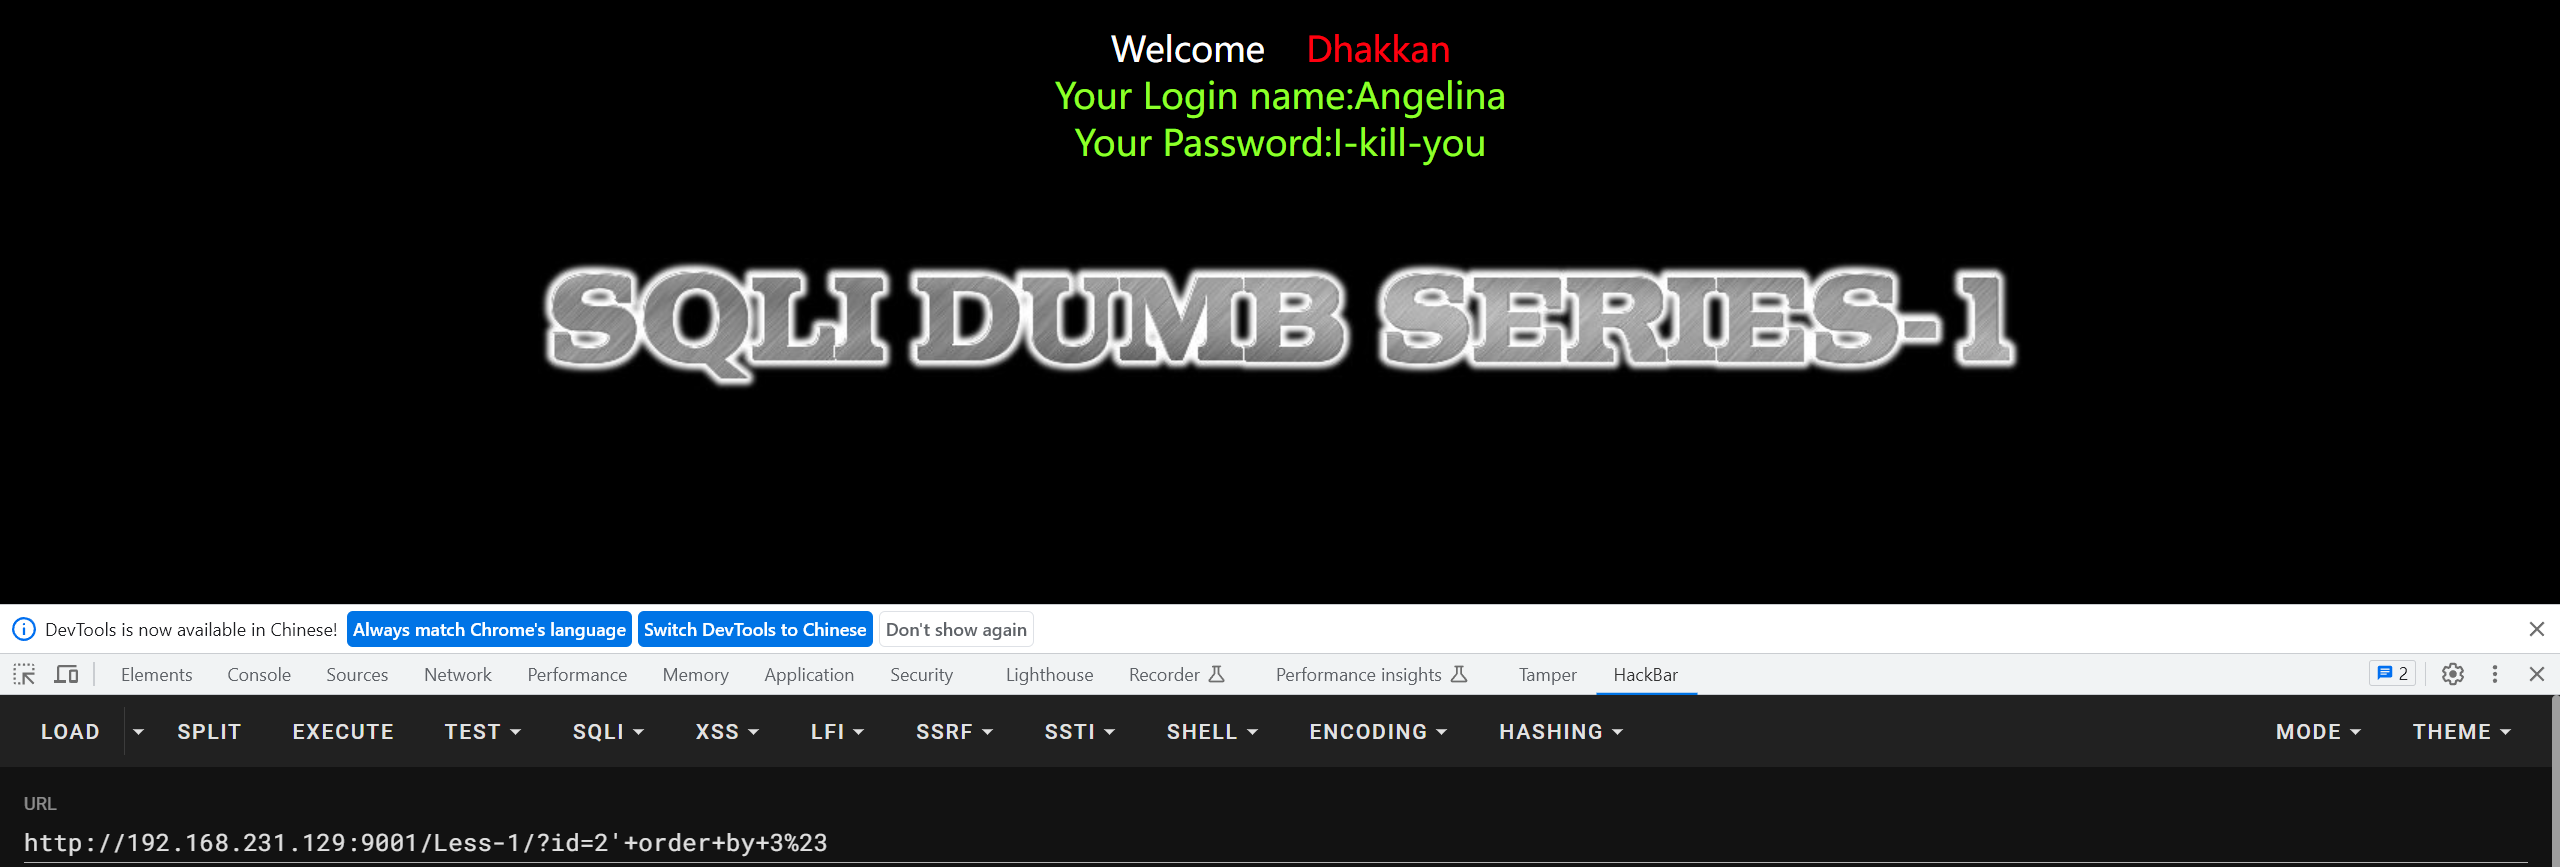 Welcome    Dhakkan
Your Login name:Angelina
Your Password:I-kill-you
SQLI DUMB SERIES-1
DevTools is now available in Chinese! Always match Chrome's language Switch DevTools to Chinese Don't show again
Elements Console Sources Network Performance Memory Application Security Lighthouse Recorder Performance insights Tamper HackBar 2
LOAD SPLIT EXECUTE TEST SQLI XSS LFI SSRF SSTI SHELL ENCODING HASHING MODE THEME
URL
http://192.168.231.129:9001/Less-1/?id=2'+order+by+3%23